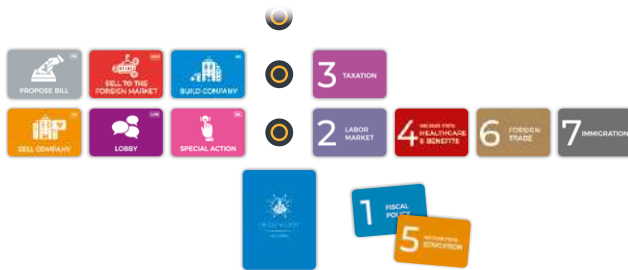 PROPOSE BILL
SELL TO THE
FOREIGN MARKET
BUILD COMPANY
3 TAXATION
SELL COMPANY
LOBBY
SPECIAL ACTION
2 LABOR
MARKET
4
HEALTHCARE
& BENEFITS
6 FOREIGN
TRADE
7 IMMIGRATION
1 FISCAL
POLICY
5
EDUCATION